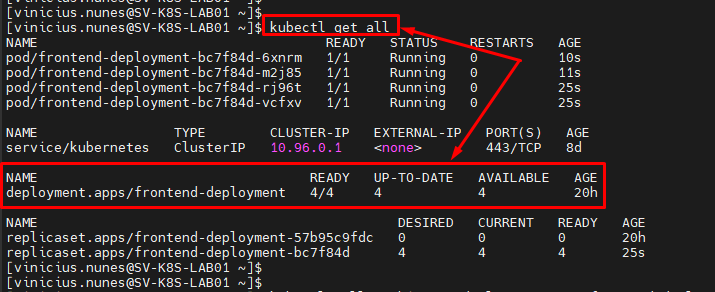 [vinicius.nunes@SV-K8S-LAB01 ~]$
[vinicius.nunes@SV-K8S-LAB01 ~]$ kubectl get all
NAME READY STATUS RESTARTS AGE
pod/frontend-deployment-bc7f84d-6xnrm 1/1 Running 0 10s
pod/frontend-deployment-bc7f84d-m2j85 1/1 Running 0 11s
pod/frontend-deployment-bc7f84d-rj96t 1/1 Running 0 25s
pod/frontend-deployment-bc7f84d-vcfxv 1/1 Running 0 25s
NAME TYPE CLUSTER-IP EXTERNAL-IP PORT(S) AGE
service/kubernetes ClusterIP 10.96.0.1 <none> 443/TCP 8d
NAME READY UP-TO-DATE AVAILABLE AGE
deployment.apps/frontend-deployment 4/4 4 4 20h
NAME DESIRED CURRENT READY AGE
replicaset.apps/frontend-deployment-57b95c9fdc 0 0 0 20h
replicaset.apps/frontend-deployment-bc7f84d 4 4 4 25s
[vinicius.nunes@SV-K8S-LAB01 ~]$
[vinicius.nunes@SV-K8S-LAB01 ~]$